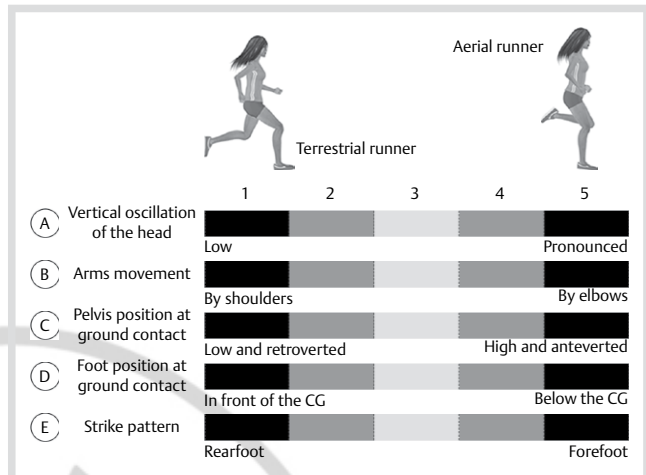 Aerial runner
Terrestrial runner
1 2 3 4 5
A Vertical oscillation
of the head
Low Pronounced
B Arms movement
By shoulders By elbows
C Pelvis position at
ground contact
Low and retroverted High and anteverted
D Foot position at
ground contact
In front of the CG Below the CG
E Strike pattern
Rearfoot Forefoot